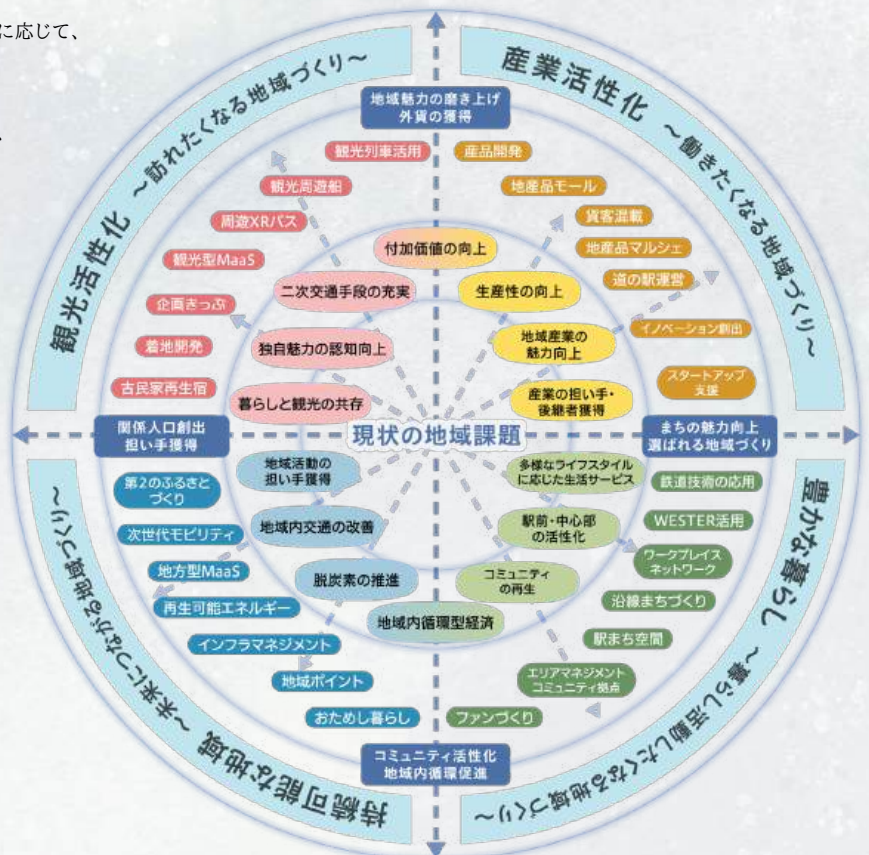 に応じて、
、
観光活性化 ～訪れたくなる地域づくり～
産業活性化 ～働きたくなる地域づくり～
地域魅力の磨き上げ
外貨の獲得
観光列車活用
観光周遊船
周遊XRバス
観光型MaaS
企画きっぷ
着地開発
古民家再生宿
産品開発
地産品モール
貨客混載
地産品マルシェ
道の駅運営
イノベーション創出
スタートアップ
支援
付加価値の向上
二次交通手段の充実
独自魅力の認知向上
暮らしと観光の共存
生産性の向上
地域産業の
魅力向上
産業の担い手・
後継者獲得
関係人口創出
担い手獲得
現状の地域課題
まちの魅力向上
選ばれる地域づくり
地域活動の
担い手獲得
地域内交通の改善
脱炭素の推進
地域内循環型経済
多様なライフスタイル
に応じた生活サービス
駅前・中心部
の活性化
コミュニティ
の再生
第2のふるさと
づくり
次世代モビリティ
地方型MaaS
再生可能エネルギー
インフラマネジメント
地域ポイント
おためし暮らし
鉄道技術の応用
WESTER活用
ワークプレイス
ネットワーク
沿線まちづくり
駅まち空間
エリアマネジメント
コミュニティ拠点
ファンづくり
コミュニティ活性化
地域内循環促進
持続可能な地域 ～未来につながる地域づくり～
豊かな暮らし ～暮らし活動したくなる地域づくり～